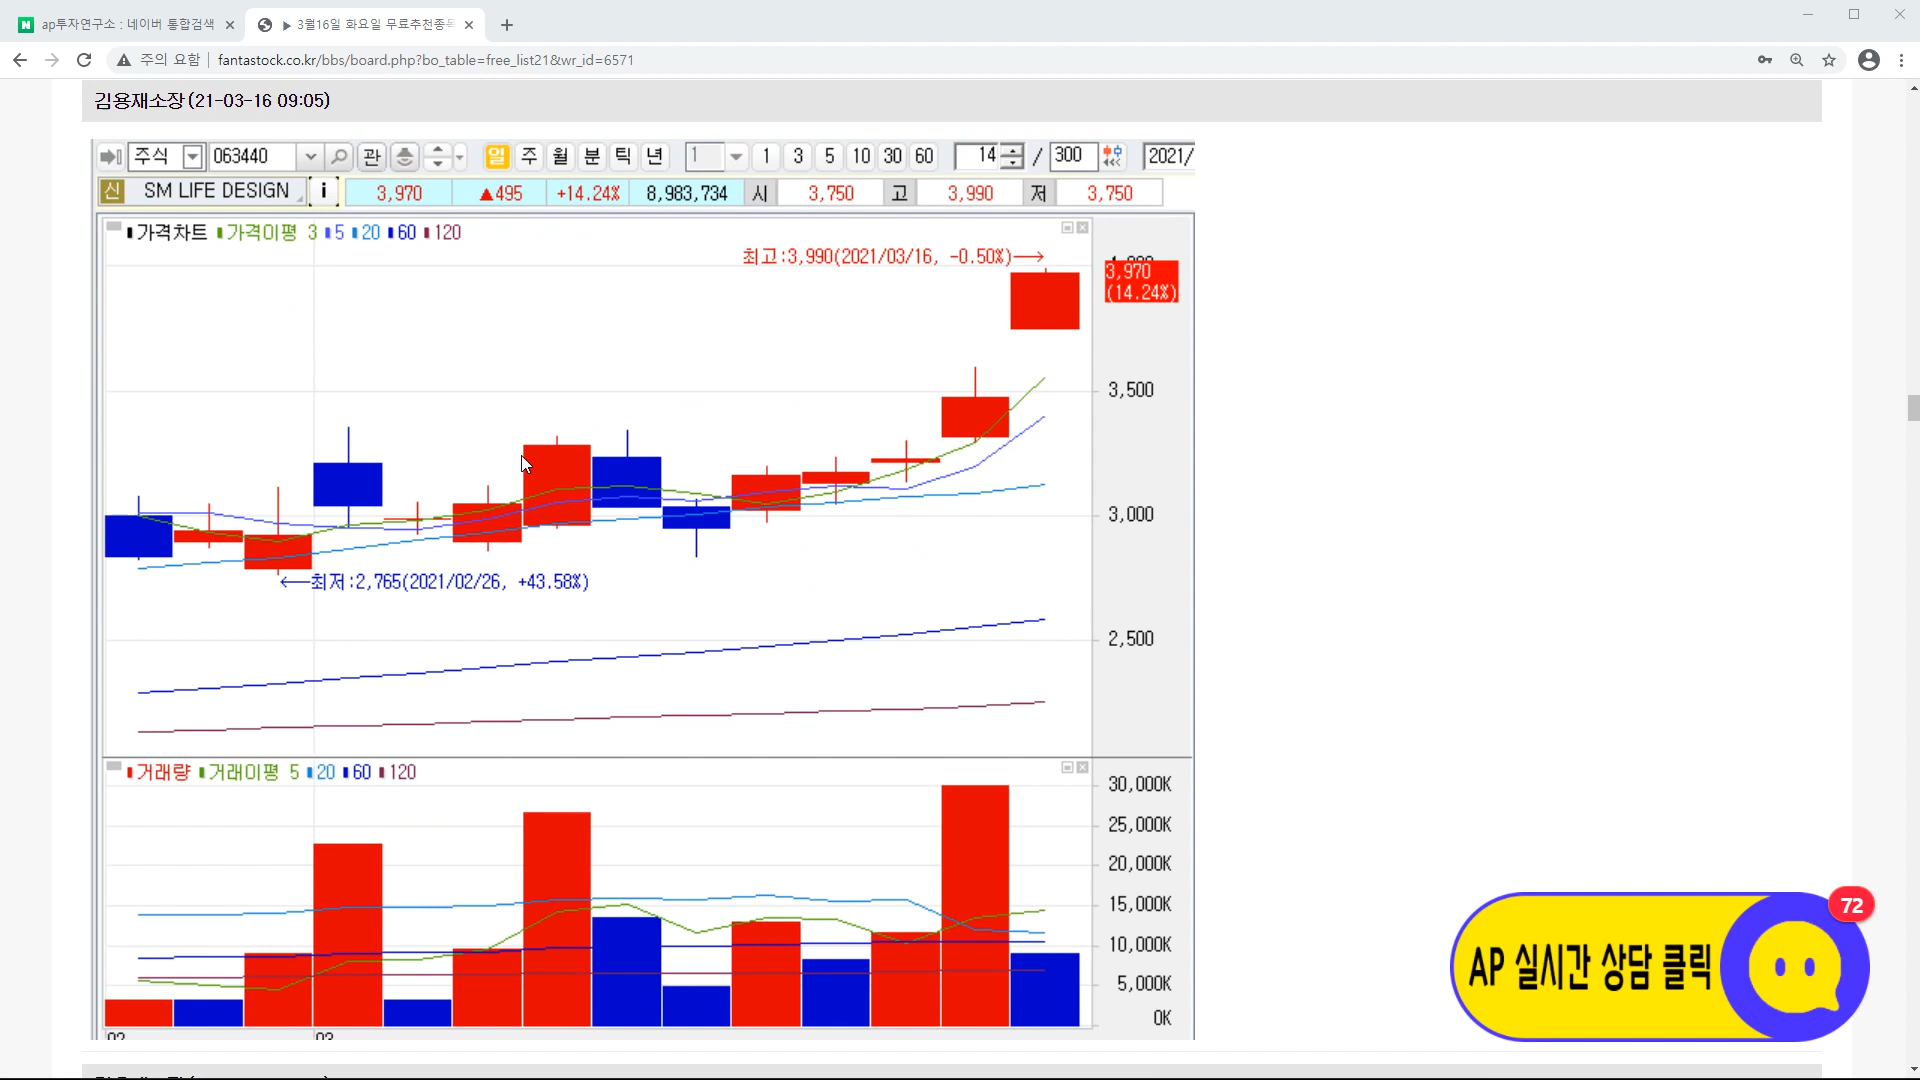 ap투자연구소 : 네이버 통합검색
▶ 3월16일 화요일 무료추천종목
주의 요함
fantastock.co.kr/bbs/board.php?bo_table=free_list21&wr_id=6571
김용재소장(21-03-16 09:05)
주식 063440 관 일 주 월 분 틱 년 1 1 3 5 10 30 60 14 / 300 2021/
신 SM LIFE DESIGN i 3,970 ▲495 +14.24% 8,983,734 시 3,750 고 3,990 저 3,750
가격차트 가격이평 3 5 20 60 120
최고:3,990(2021/03/16, -0.50%)
3,970
(14.24%)
3,500
3,000
최저:2,765(2021/02/26, +43.58%)
2,500
거래량 거래이평 5 20 60 120
30,000K
25,000K
20,000K
15,000K
10,000K
5,000K
0K
02 03
72
AP 실시간 상담 클릭